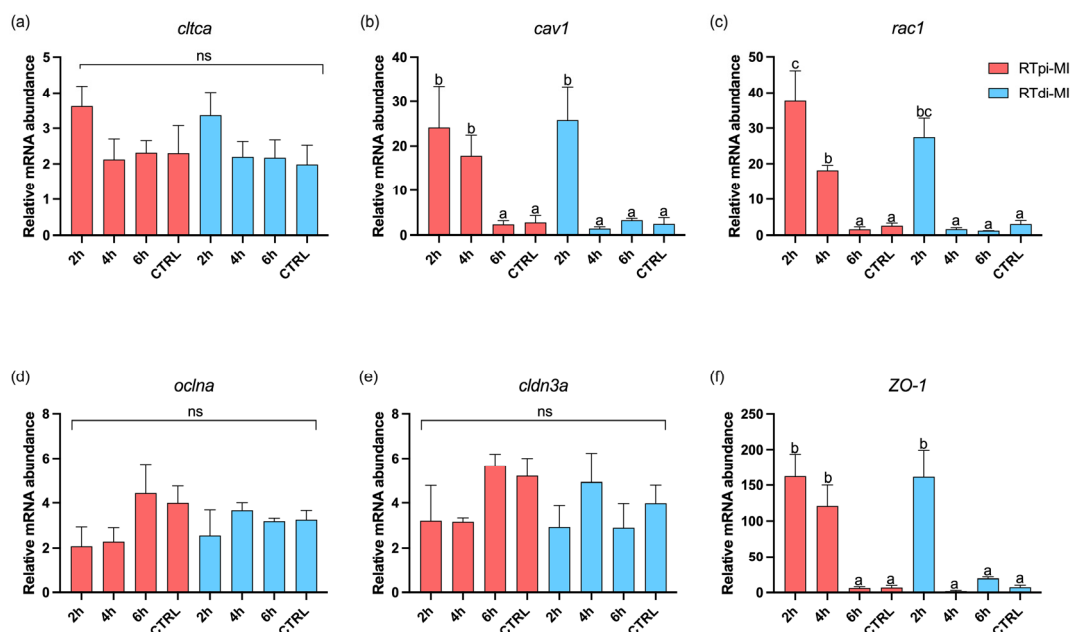 (a)
cltca
Relative mRNA abundance
5
4
3
2
1
0
ns
2h
4h
6h
CTRL
2h
4h
6h
CTRL
(b)
cav1
Relative mRNA abundance
40
30
20
10
0
b
b
a
a
b
a
a
a
2h
4h
6h
CTRL
2h
4h
6h
CTRL
(c)
rac1
Relative mRNA abundance
50
40
30
20
10
0
c
b
a
a
bc
a
a
a
2h
4h
6h
CTRL
2h
4h
6h
CTRL
RTpi-MI
RTdi-MI
(d)
oclna
Relative mRNA abundance
8
6
4
2
0
ns
2h
4h
6h
CTRL
2h
4h
6h
CTRL
(e)
cldn3a
Relative mRNA abundance
8
6
4
2
0
ns
2h
4h
6h
CTRL
2h
4h
6h
CTRL
(f)
ZO-1
Relative mRNA abundance
250
200
150
100
50
0
b
b
a
a
b
a
a
a
2h
4h
6h
CTRL
2h
4h
6h
CTRL